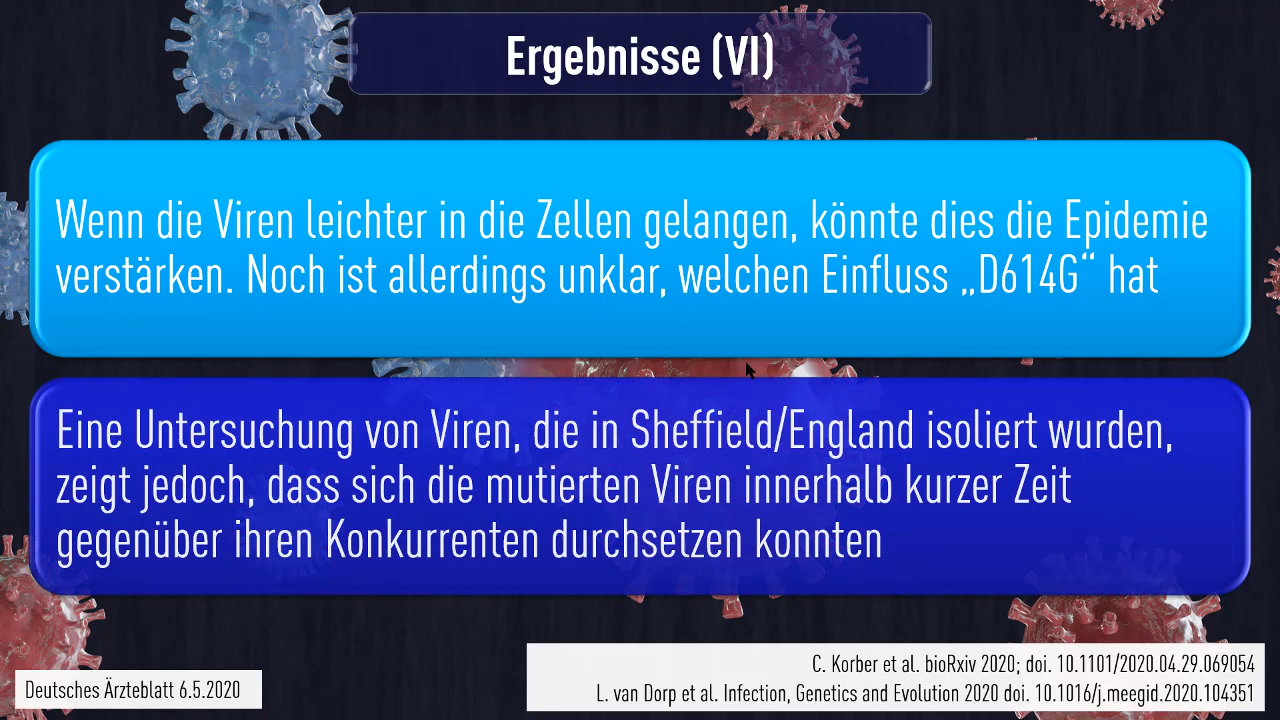 Ergebnisse (VI)
Wenn die Viren leichter in die Zellen gelangen, könnte dies die Epidemie
verstärken. Noch ist allerdings unklar, welchen Einfluss „D614G“ hat
Eine Untersuchung von Viren, die in Sheffield/England isoliert wurden,
zeigt jedoch, dass sich die mutierten Viren innerhalb kurzer Zeit
gegenüber ihren Konkurrenten durchsetzen konnten
Deutsches Ärzteblatt 6.5.2020
C. Korber et al. bioRxiv 2020; doi. 10.1101/2020.04.29.069054
L. van Dorp et al. Infection, Genetics and Evolution 2020 doi. 10.1016/j.meegid.2020.104351